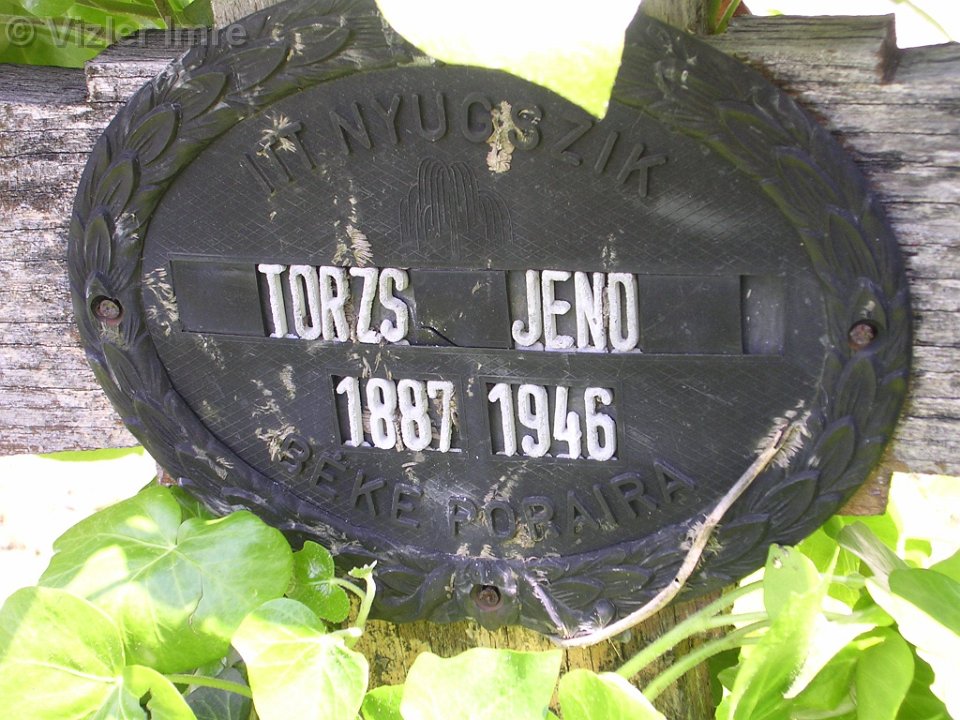 © Vizler Imre
ITT NYUGSZIK
TORZS JENO
1887 1946
BÉKE PORAIRA